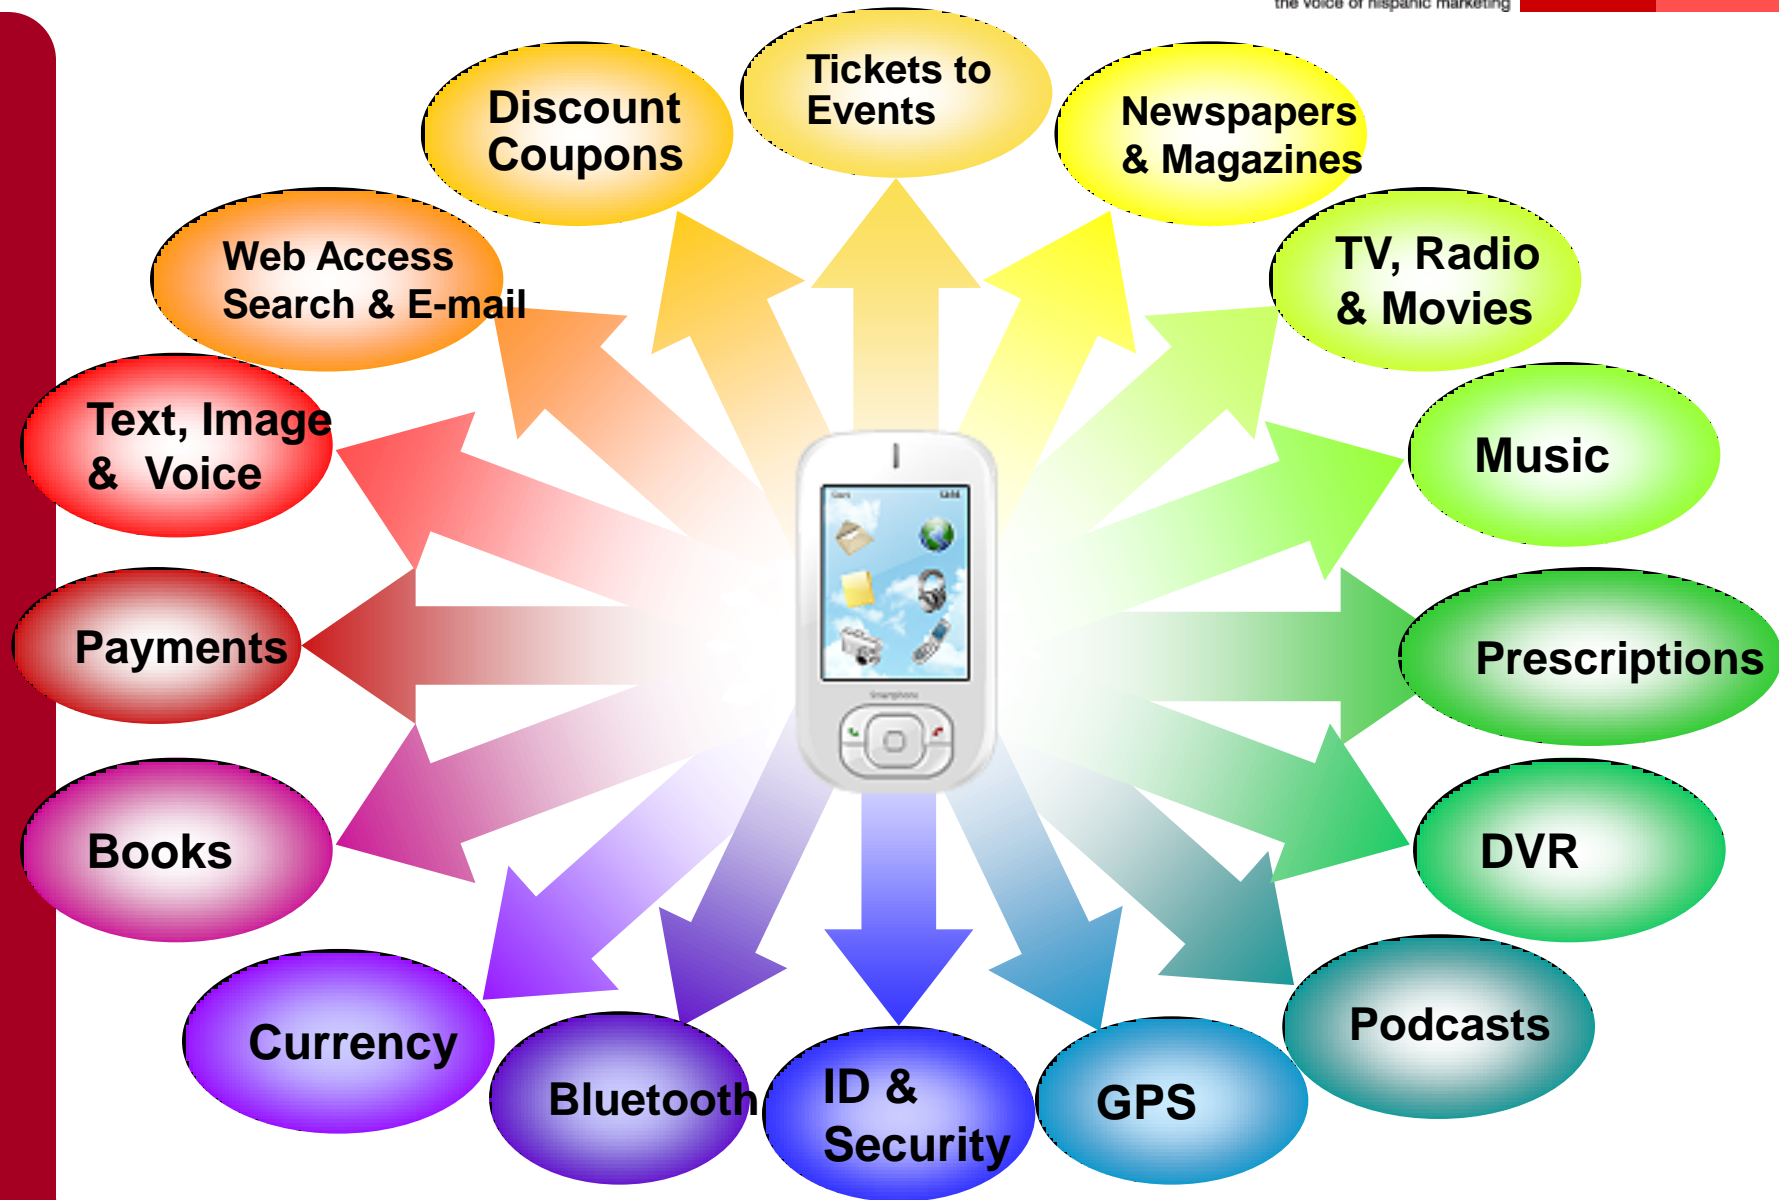 the voice of hispanic marketing
Tickets to
Events
Discount
Coupons
Newspapers
& Magazines
Web Access
Search & E-mail
TV, Radio
& Movies
Text, Image
& Voice
Music
Payments
Prescriptions
Smartphone
Books
DVR
Currency
Podcasts
Bluetooth
ID &
Security
GPS